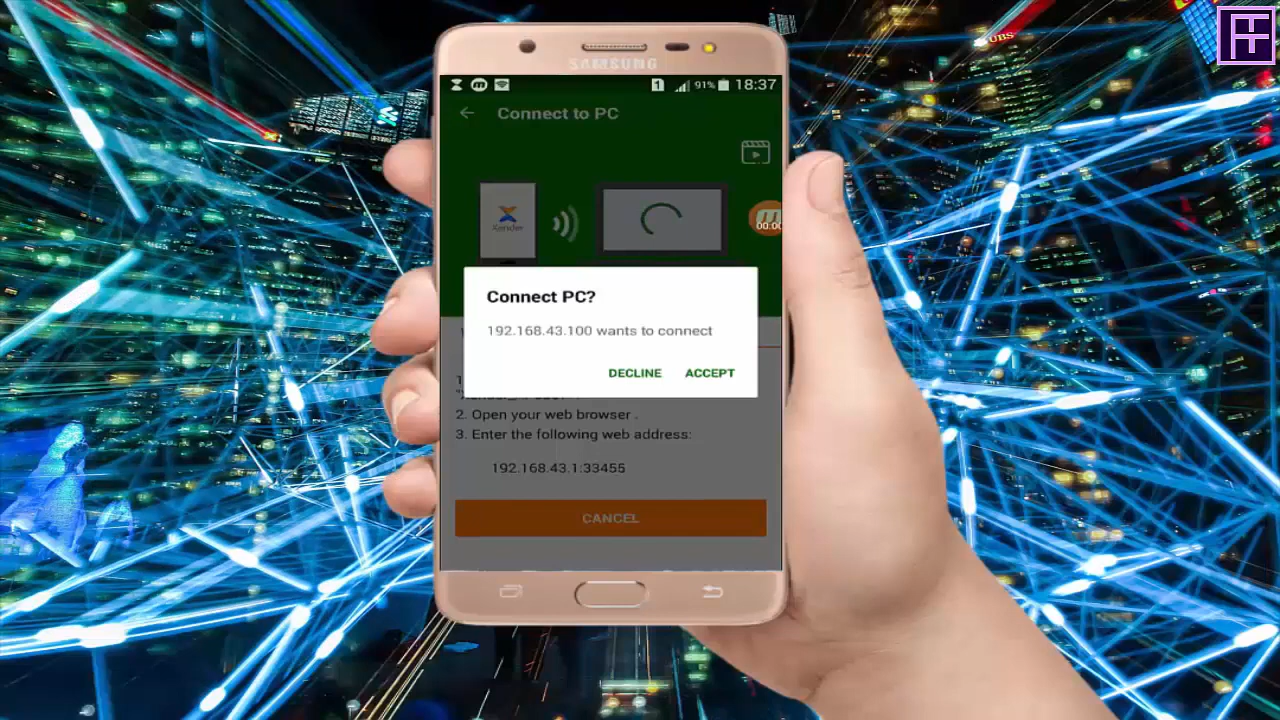 SAMSUNG
1 91% 18:37
Connect to PC
Xender
00:00
Connect PC?
192.168.43.100 wants to connect
DECLINE ACCEPT
2. Open your web browser .
3. Enter the following web address:
192.168.43.1:33455
CANCEL
UBS